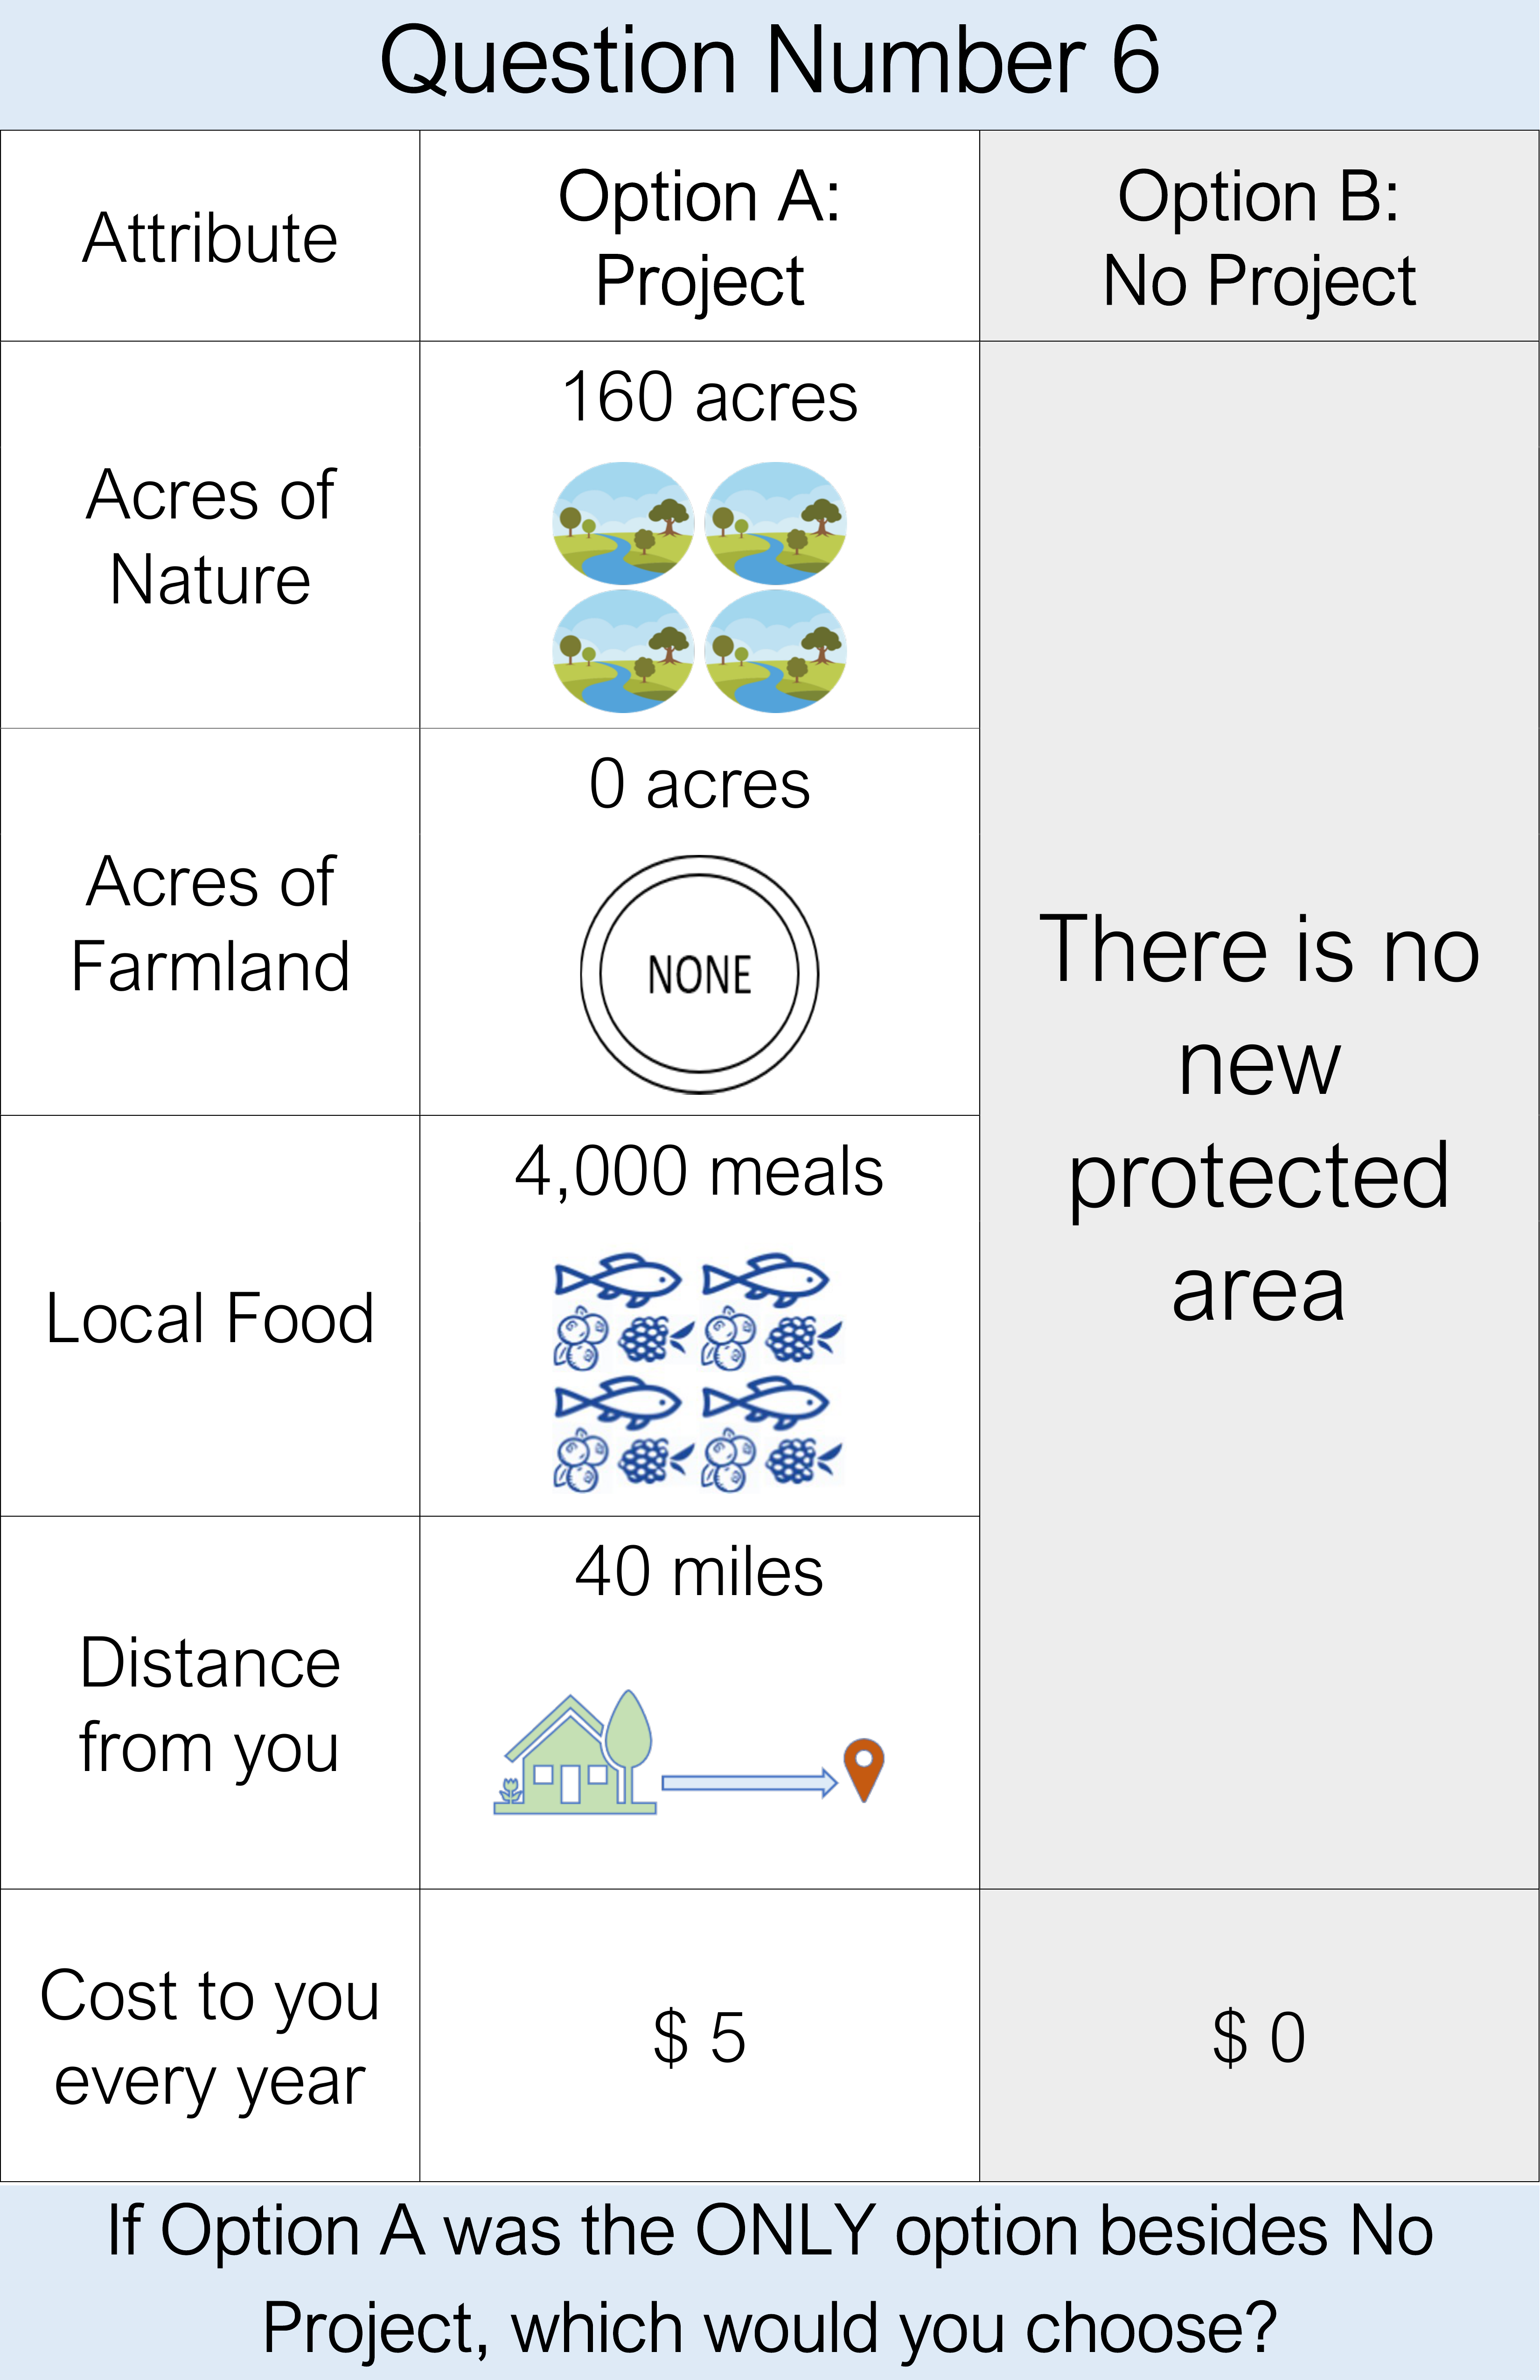 Question Number 6
Attribute
Option A:
Project
Option B:
No Project
Acres of
Nature
160 acres
Acres of
Farmland
0 acres
NONE
Local Food
4,000 meals
Distance
from you
40 miles
There is no
new
protected
area
Cost to you
every year
$ 5
$ 0
If Option A was the ONLY option besides No
Project, which would you choose?